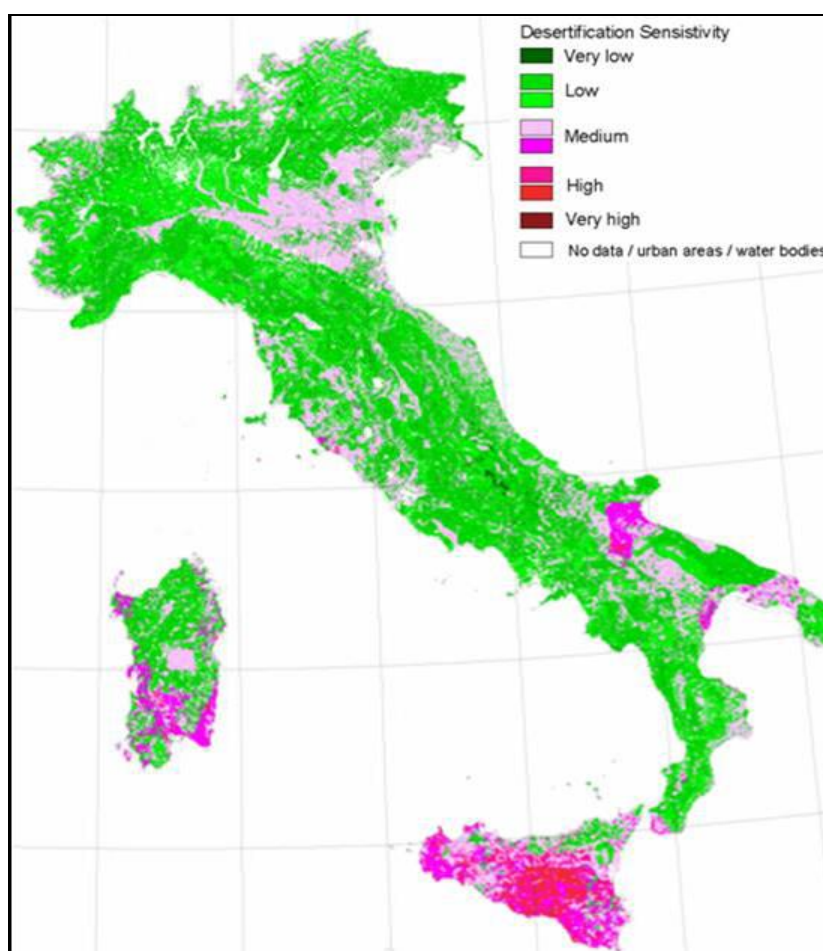 Desertification Sensistivity
Very low
Low
Medium
High
Very high
No data / urban areas / water bodies